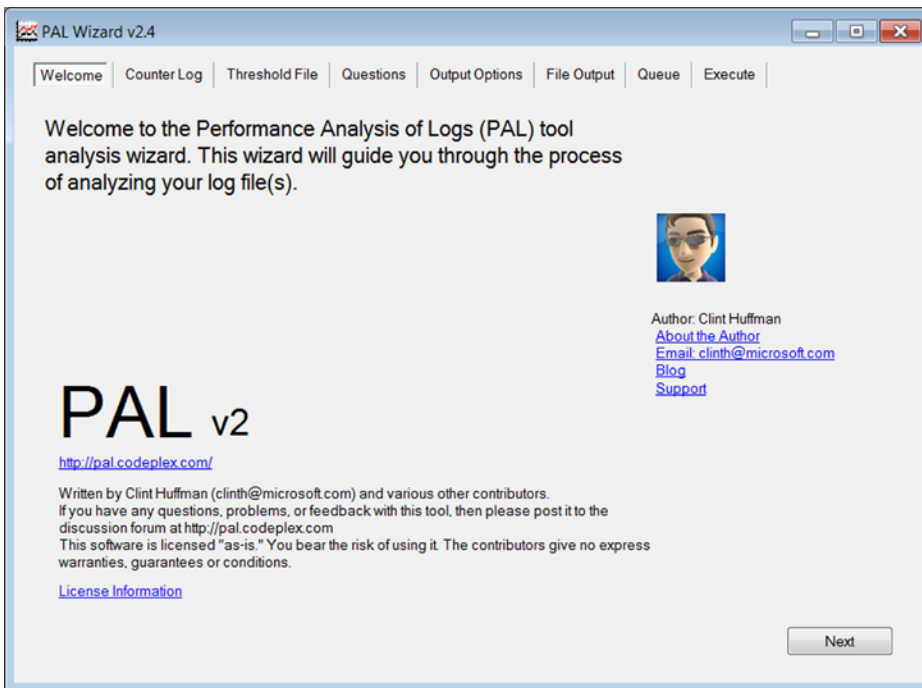 PAL Wizard v2.4
Welcome Counter Log Threshold File Questions Output Options File Output Queue Execute
Welcome to the Performance Analysis of Logs (PAL) tool
analysis wizard. This wizard will guide you through the process
of analyzing your log file(s).
Author: Clint Huffman
About the Author
Email: clinth@microsoft.com
Blog
Support
PAL v2
http://pal.codeplex.com/
Written by Clint Huffman (clinth@microsoft.com) and various other contributors.
If you have any questions, problems, or feedback with this tool, then please post it to the
discussion forum at http://pal.codeplex.com
This software is licensed "as-is." You bear the risk of using it. The contributors give no express
warranties, guarantees or conditions.
License Information
Next